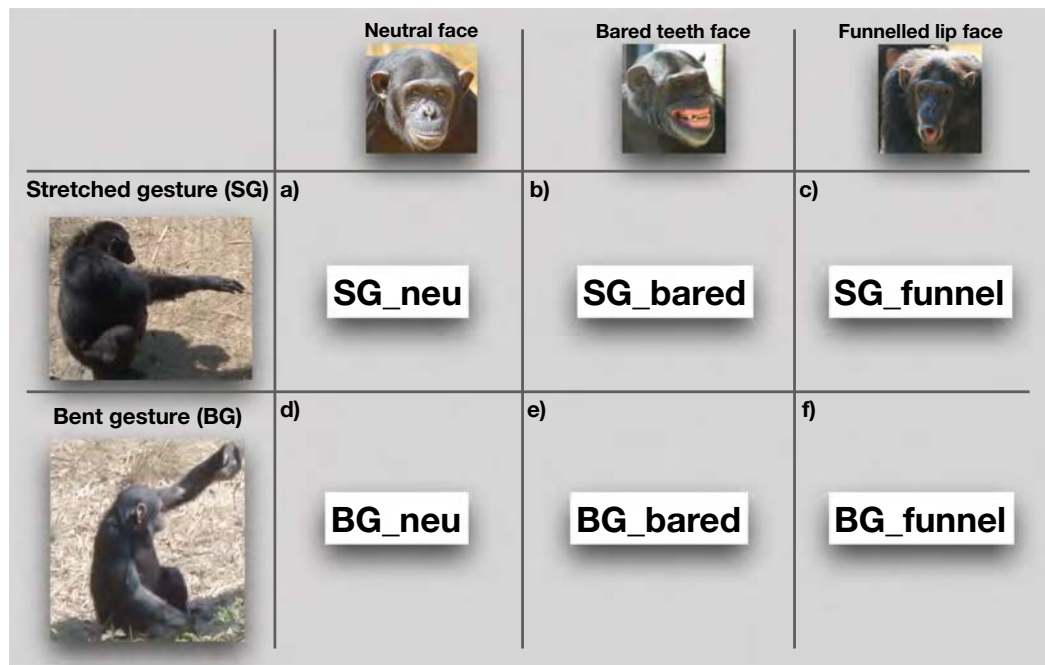 Neutral face
Bared teeth face
Funnelled lip face
Stretched gesture (SG)
a)
b)
c)
SG_neu
SG_bared
SG_funnel
Bent gesture (BG)
d)
e)
f)
BG_neu
BG_bared
BG_funnel